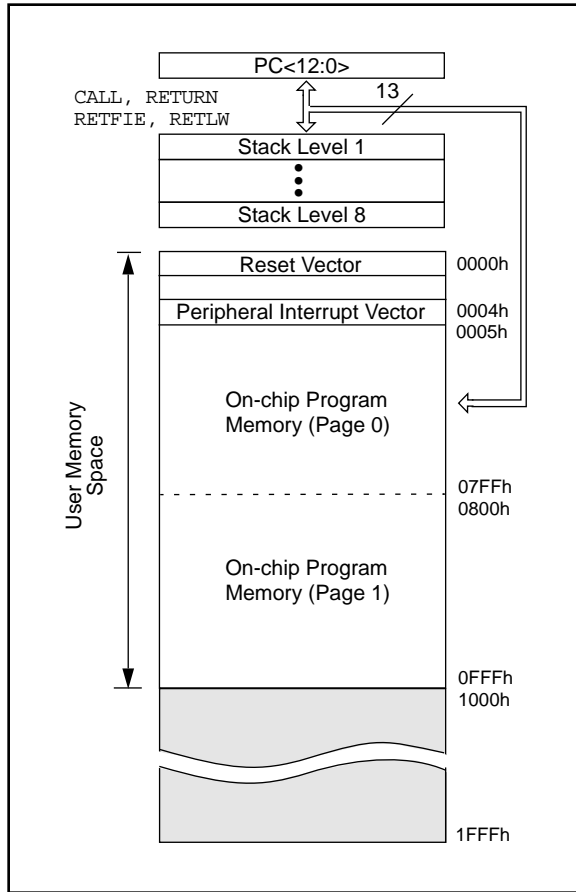 PC<12:0>
CALL, RETURN
RETFIE, RETLW
13
Stack Level 1
Stack Level 8
Reset Vector
0000h
Peripheral Interrupt Vector
0004h
0005h
User Memory
Space
On-chip Program
Memory (Page 0)
07FFh
0800h
On-chip Program
Memory (Page 1)
0FFFh
1000h
1FFFh